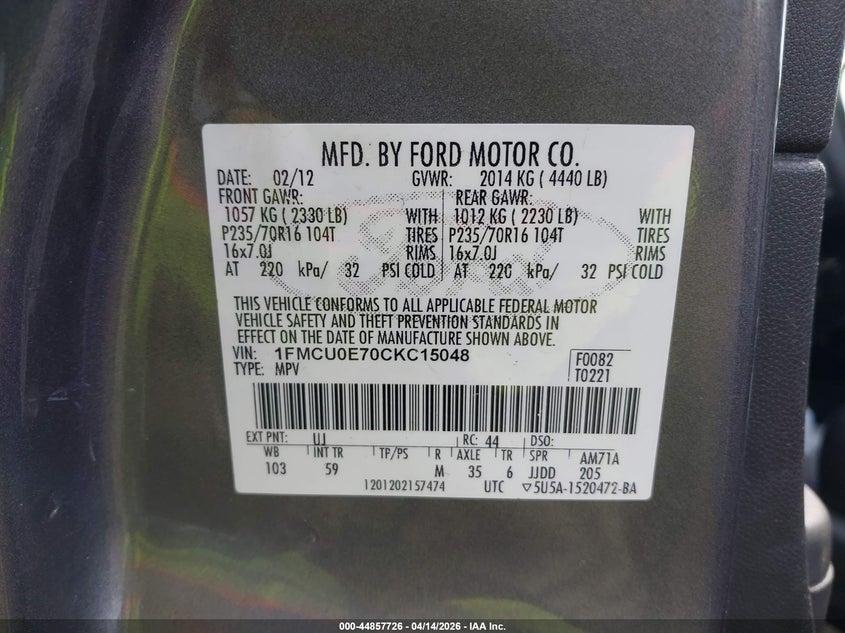 MFD. BY FORD MOTOR CO.
DATE: 02/12 GVWR: 2014 KG ( 4440 LB)
FRONT GAWR: REAR GAWR:
1057 KG ( 2330 LB) WITH 1012 KG ( 2230 LB) WITH
P235/70R16 104T TIRES P235/70R16 104T TIRES
16x7.0J RIMS 16x7.0J RIMS
AT 220 kPa/ 32 PSI COLD AT 220 kPa/ 32 PSI COLD
THIS VEHICLE CONFORMS TO ALL APPLICABLE FEDERAL MOTOR
VEHICLE SAFETY AND THEFT PREVENTION STANDARDS IN
EFFECT ON THE DATE OF MANUFACTURE SHOWN ABOVE.
VIN: 1FMCU0E70CKC15048 F0082
TYPE: MPV T0221
EXT PNT: UJ RC: 44 DSO:
WB INT TR TP/PS R AXLE TR SPR AM71A
103 59 M 35 6 JJDD 205
1201202157474 UTC ▽5U5A-1520472-BA
000-44857726 - 04/14/2026 - IAA Inc.